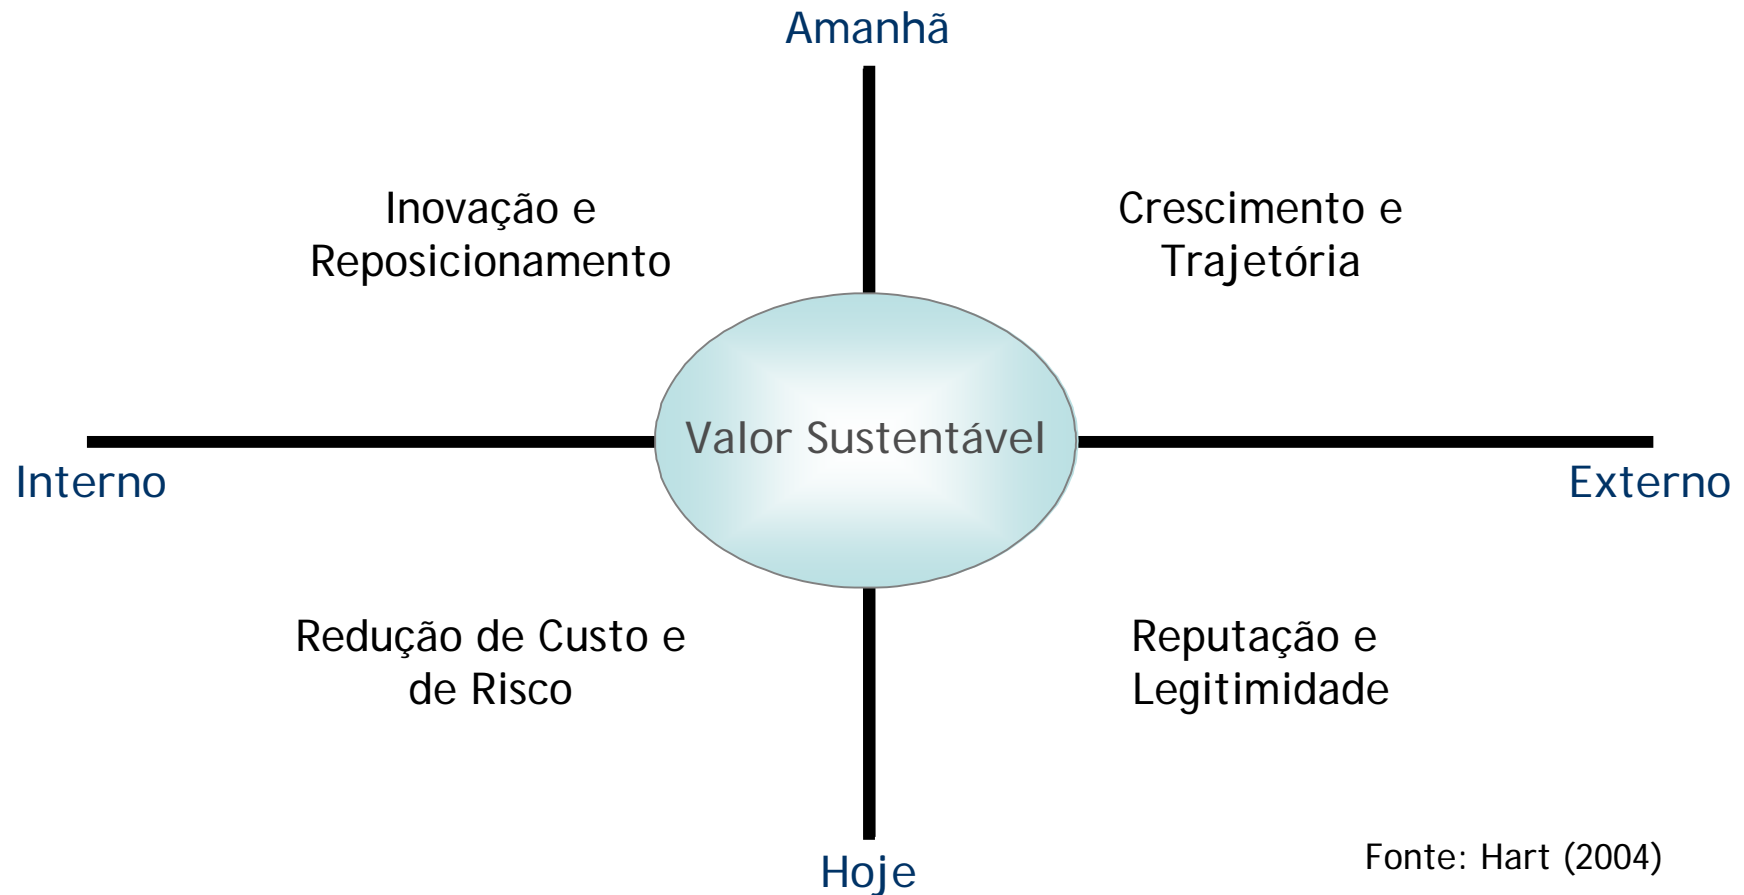 Amanhã
Inovação e
Reposicionamento
Crescimento e
Trajetória
Valor Sustentável
Interno
Externo
Redução de Custo e
de Risco
Reputação e
Legitimidade
Hoje
Fonte: Hart (2004)